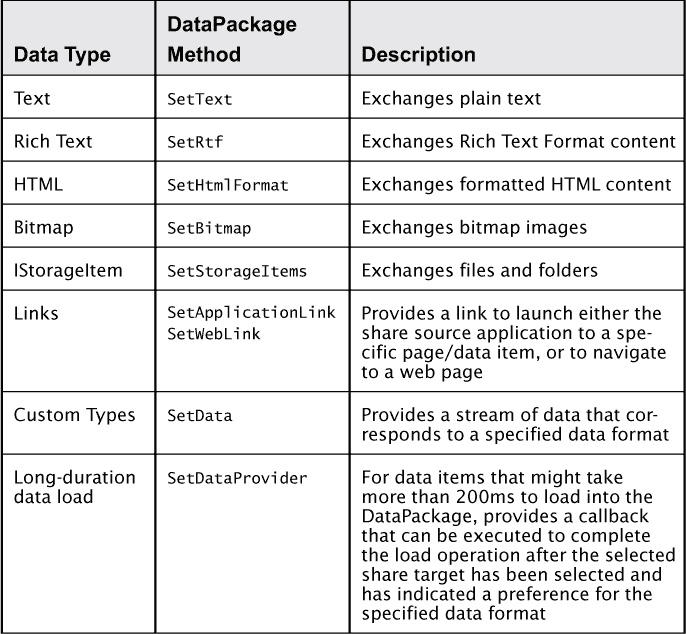 Data Type
DataPackage
Method
Description
Text
SetText
Exchanges plain text
Rich Text
SetRtf
Exchanges Rich Text Format content
HTML
SetHtmlFormat
Exchanges formatted HTML content
Bitmap
SetBitmap
Exchanges bitmap images
IStorageItem
SetStorageItems
Exchanges files and folders
Links
SetApplicationLink
SetWebLink
Provides a link to launch either the
share source application to a spe-
cific page/data item, or to navigate
to a web page
Custom Types
SetData
Provides a stream of data that cor-
responds to a specified data format
Long-duration
data load
SetDataProvider
For data items that might take
more than 200ms to load into the
DataPackage, provides a callback
that can be executed to complete
the load operation after the selected
share target has been selected and
has indicated a preference for the
specified data format